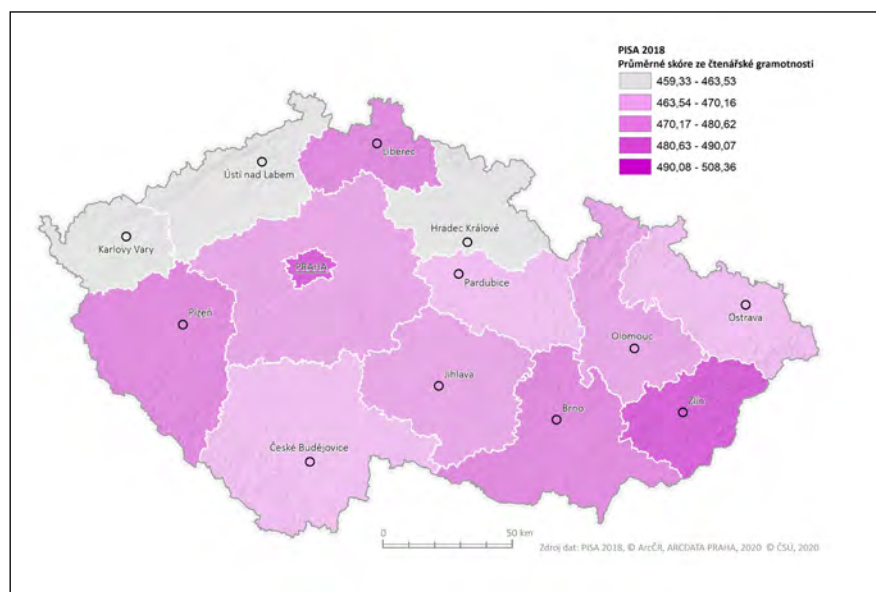 PISA 2018
Průměrné skóre ze čtenářské gramotnosti
459,33 - 463,53
463,54 - 470,16
470,17 - 480,62
480,63 - 490,07
490,08 - 508,36
Liberec
Ústí nad Labem
Karlovy Vary
Hradec Králové
PRAHA
Pardubice
Plzeň
Ostrava
Olomouc
Jihlava
Zlín
Brno
České Budějovice
0 50 km
Zdroj dat: PISA 2018, © ArcČR, ARCDATA PRAHA, 2020 © ČSÚ, 2020